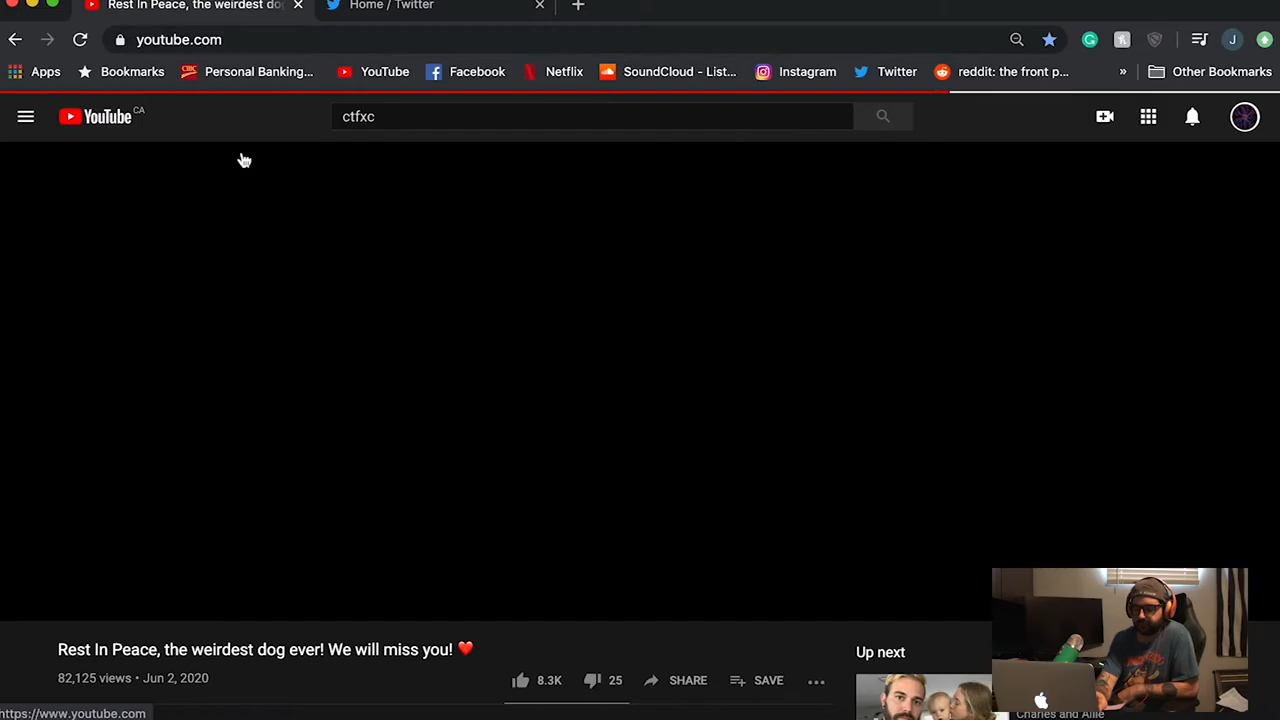 Rest In Peace, the weirdest do
Home / Twitter
youtube.com
Apps Bookmarks Personal Banking... YouTube Facebook Netflix SoundCloud - List... Instagram Twitter reddit: the front p... » Other Bookmarks
YouTube CA
ctfxc
J
Rest In Peace, the weirdest dog ever! We will miss you! ❤️
82,125 views • Jun 2, 2020
8.3K 25 SHARE SAVE
Up next
Charles and Allie
https://www.youtube.com